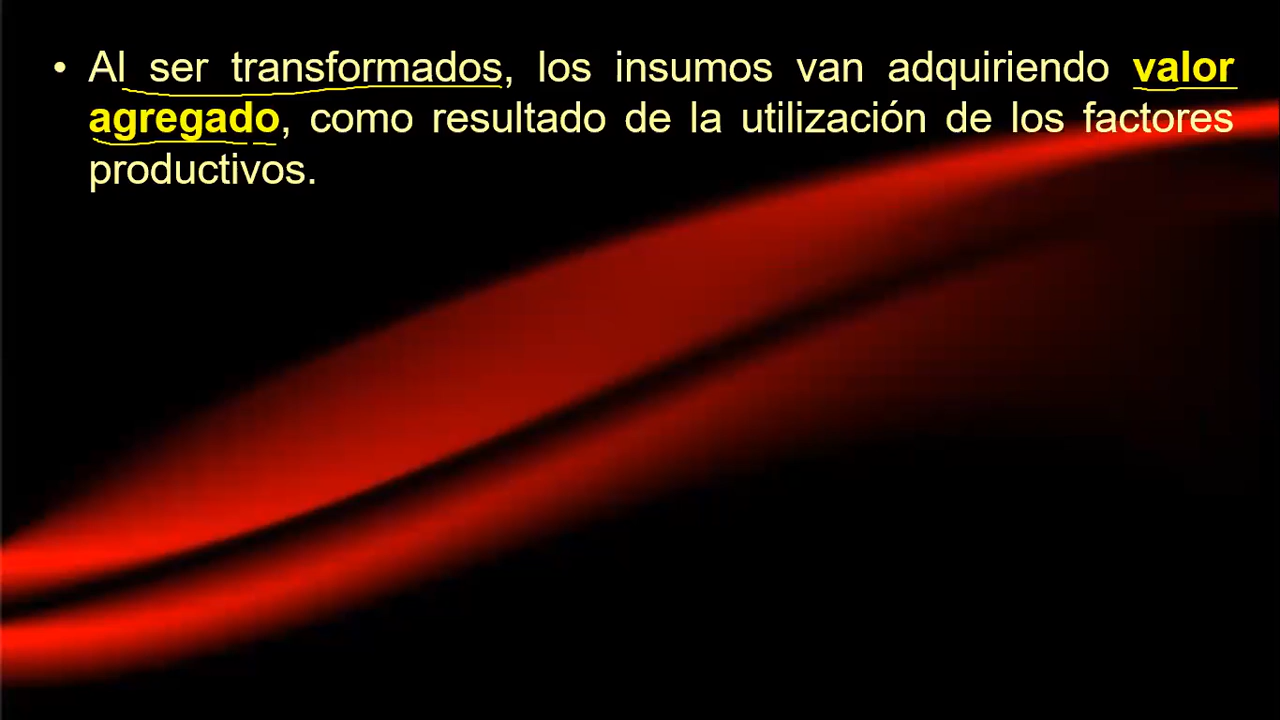 • Al ser transformados, los insumos van adquiriendo valor
agregado, como resultado de la utilización de los factores
productivos.